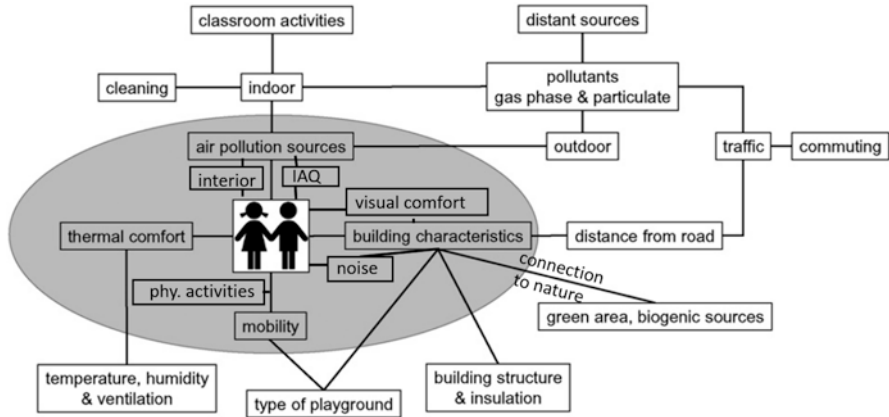 classroom activities
distant sources
cleaning
indoor
pollutants
gas phase & particulate
air pollution sources
outdoor
traffic
commuting
interior
IAQ
visual comfort
thermal comfort
building characteristics
distance from road
noise
connection
to nature
phy. activities
green area, biogenic sources
mobility
temperature, humidity
& ventilation
type of playground
building structure
& insulation